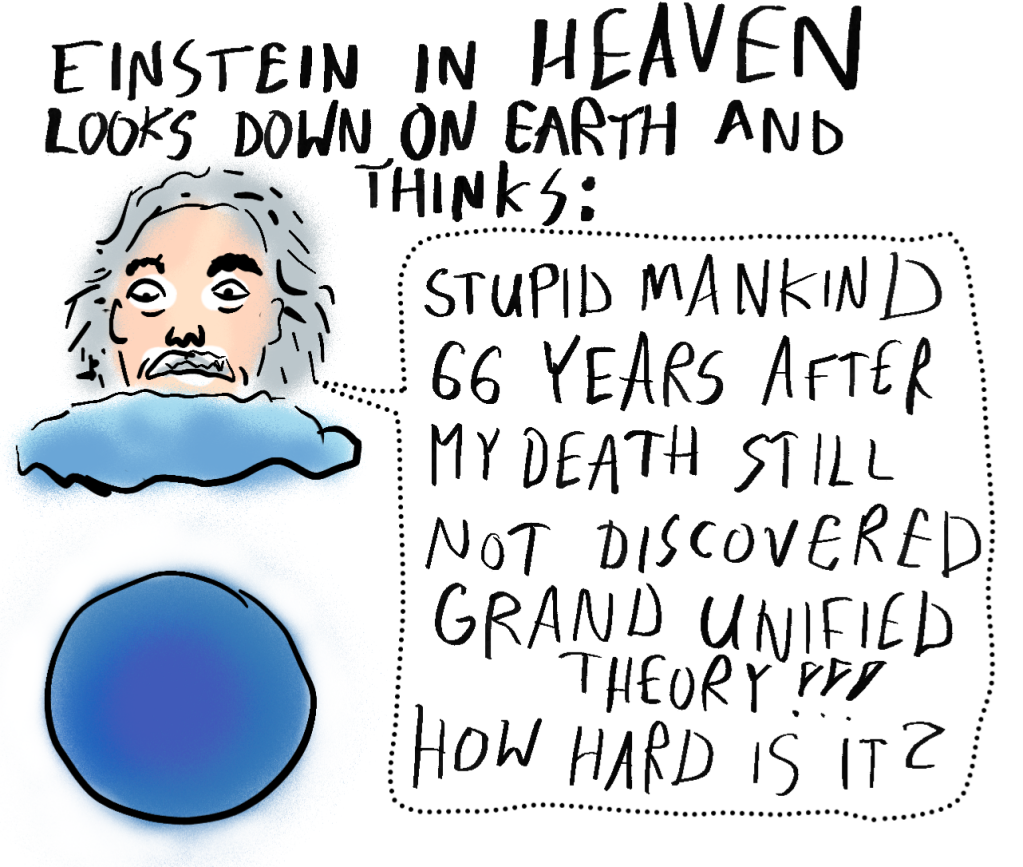 EINSTEIN IN HEAVEN
LOOKS DOWN ON EARTH AND
THINKS:
STUPID MANKIND
66 YEARS AFTER
MY DEATH STILL
NOT DISCOVERED
GRAND UNIFIED
THEORY!!!
HOW HARD IS IT?